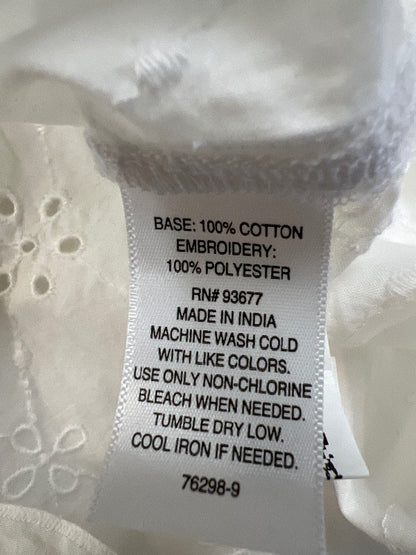 BASE: 100% COTTON
EMBROIDERY:
100% POLYESTER
RN# 93677
MADE IN INDIA
MACHINE WASH COLD
WITH LIKE COLORS.
USE ONLY NON-CHLORINE
BLEACH WHEN NEEDED.
TUMBLE DRY LOW.
COOL IRON IF NEEDED.
76298-9